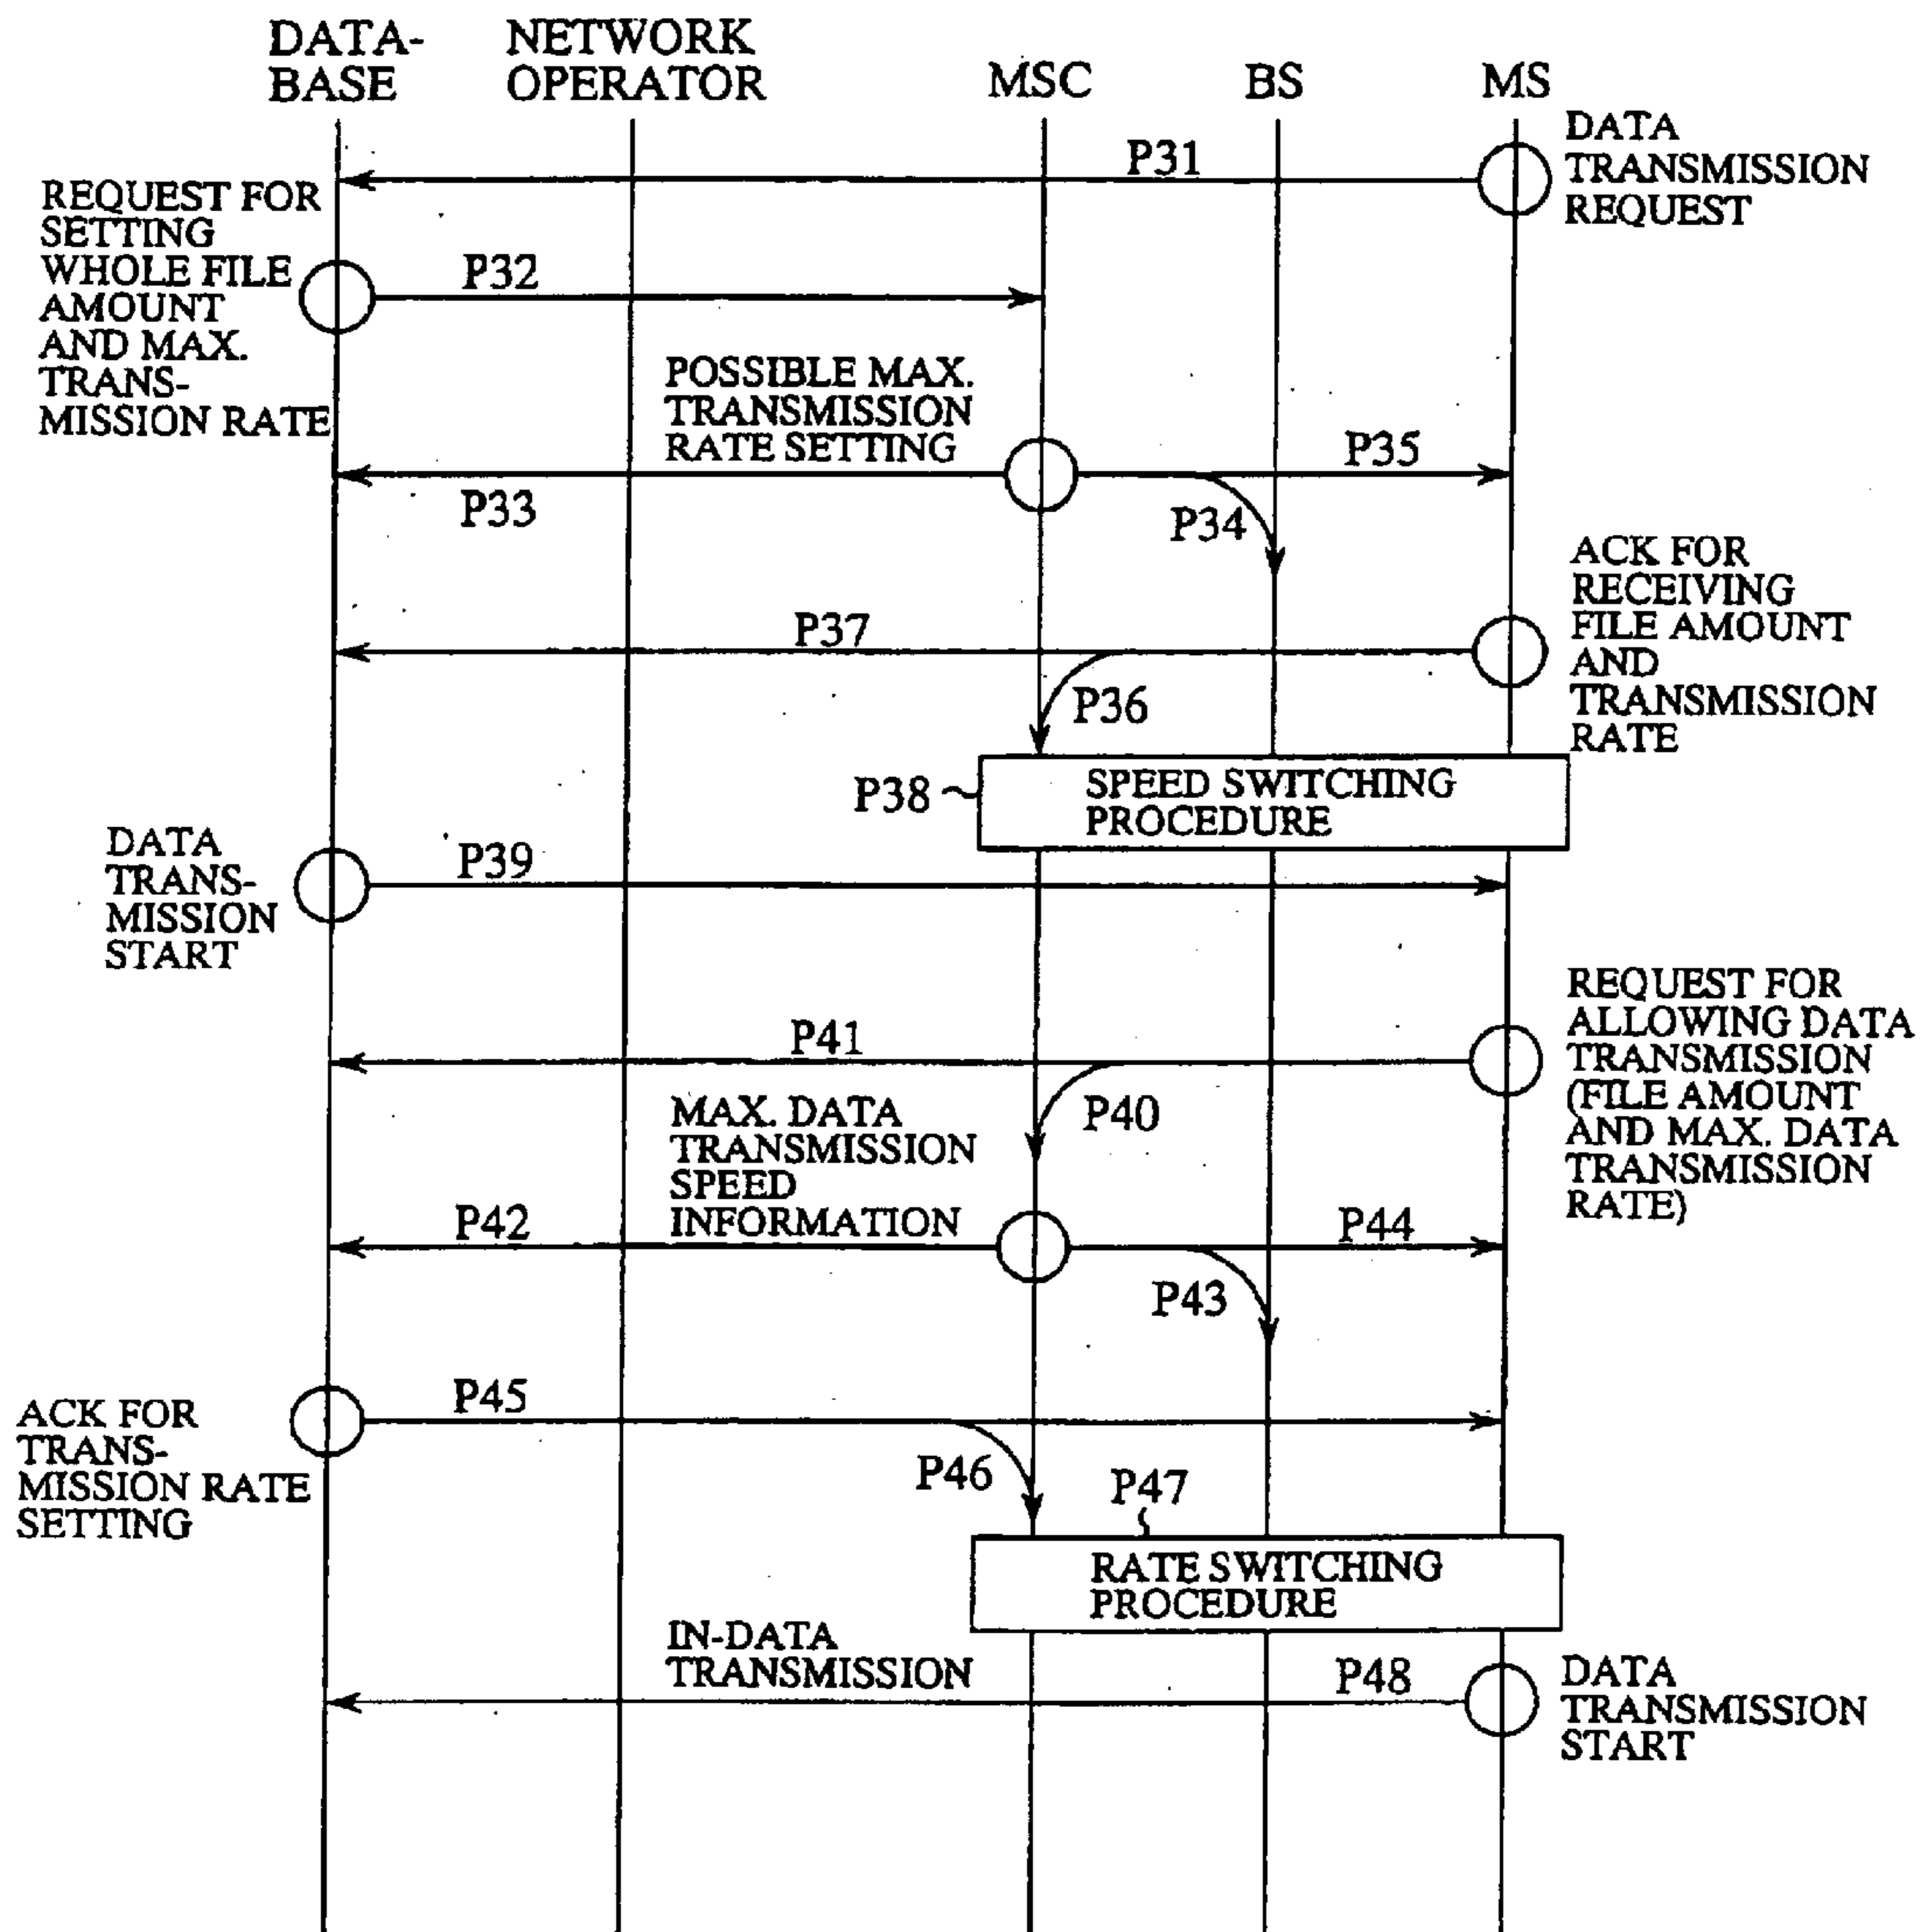 DATA-
BASE
NETWORK
OPERATOR
MSC
BS
MS
P31
DATA
TRANSMISSION
REQUEST
REQUEST FOR
SETTING
WHOLE FILE
AMOUNT
AND MAX.
TRANS-
MISSION RATE
P32
POSSIBLE MAX.
TRANSMISSION
RATE SETTING
P35
P33
P34
ACK FOR
RECEIVING
FILE AMOUNT
AND
TRANSMISSION
RATE
P37
P36
P38
SPEED SWITCHING
PROCEDURE
DATA
TRANS-
MISSION
START
P39
REQUEST FOR
ALLOWING DATA
TRANSMISSION
(FILE AMOUNT
AND MAX. DATA
TRANSMISSION
RATE)
P41
P40
MAX. DATA
TRANSMISSION
SPEED
INFORMATION
P42
P44
P43
ACK FOR
TRANS-
MISSION RATE
SETTING
P45
P46
P47
RATE SWITCHING
PROCEDURE
IN-DATA
TRANSMISSION
P48
DATA
TRANSMISSION
START